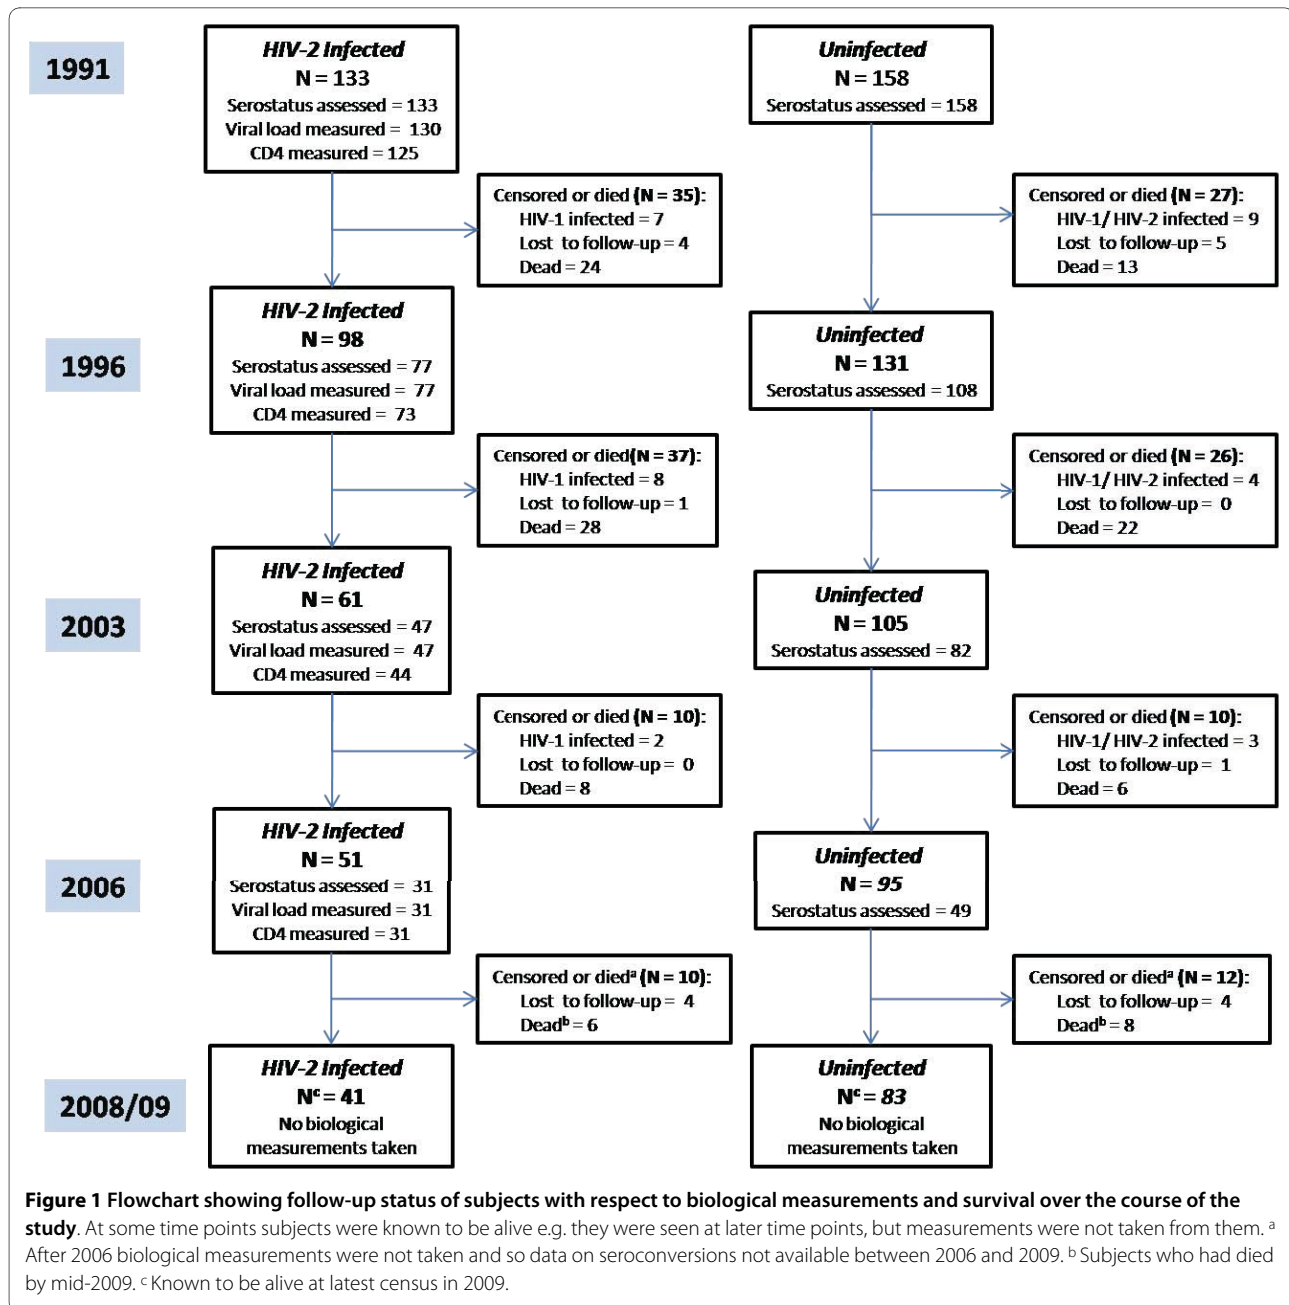 1991
HIV-2 Infected
N = 133
Serostatus assessed = 133
Viral load measured = 130
CD4 measured = 125
Uninfected
N = 158
Serostatus assessed = 158
Censored or died (N = 35):
HIV-1 infected = 7
Lost to follow-up = 4
Dead = 24
Censored or died (N = 27):
HIV-1/ HIV-2 infected = 9
Lost to follow-up = 5
Dead = 13
1996
HIV-2 Infected
N = 98
Serostatus assessed = 77
Viral load measured = 77
CD4 measured = 73
Uninfected
N = 131
Serostatus assessed = 108
Censored or died(N = 37):
HIV-1 infected = 8
Lost to follow-up = 1
Dead = 28
Censored or died (N = 26):
HIV-1/ HIV-2 infected = 4
Lost to follow-up = 0
Dead = 22
2003
HIV-2 Infected
N = 61
Serostatus assessed = 47
Viral load measured = 47
CD4 measured = 44
Uninfected
N = 105
Serostatus assessed = 82
Censored or died (N = 10):
HIV-1 infected = 2
Lost to follow-up = 0
Dead = 8
Censored or died (N = 10):
HIV-1/ HIV-2 infected = 3
Lost to follow-up = 1
Dead = 6
2006
HIV-2 Infected
N = 51
Serostatus assessed = 31
Viral load measured = 31
CD4 measured = 31
Uninfected
N = 95
Serostatus assessed = 49
Censored or diedᵃ (N = 10):
Lost to follow-up = 4
Deadᵇ = 6
Censored or diedᵃ (N = 12):
Lost to follow-up = 4
Deadᵇ = 8
2008/09
HIV-2 Infected
Nᶜ = 41
No biological
measurements taken
Uninfected
Nᶜ = 83
No biological
measurements taken
Figure 1 Flowchart showing follow-up status of subjects with respect to biological measurements and survival over the course of the
study. At some time points subjects were known to be alive e.g. they were seen at later time points, but measurements were not taken from them. ᵃ
After 2006 biological measurements were not taken and so data on seroconversions not available between 2006 and 2009. ᵇ Subjects who had died
by mid-2009. ᶜ Known to be alive at latest census in 2009.